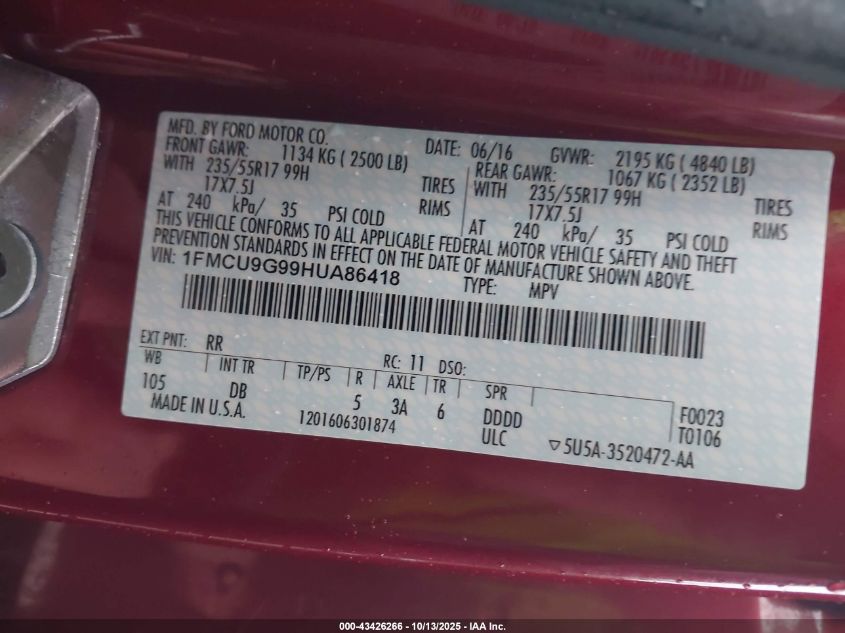 MFD. BY FORD MOTOR CO.
DATE: 06/16 GVWR: 2195 KG ( 4840 LB)
FRONT GAWR: 1134 KG ( 2500 LB)
WITH 235/55R17 99H TIRES
17X7.5J RIMS
AT 240 kPa/ 35 PSI COLD
REAR GAWR: 1067 KG ( 2352 LB)
WITH 235/55R17 99H TIRES
17X7.5J RIMS
AT 240 kPa/ 35 PSI COLD
THIS VEHICLE CONFORMS TO ALL APPLICABLE FEDERAL MOTOR VEHICLE SAFETY AND THEFT
PREVENTION STANDARDS IN EFFECT ON THE DATE OF MANUFACTURE SHOWN ABOVE.
VIN: 1FMCU9G99HUA86418 TYPE: MPV
EXT PNT: RR RC: 11 DSO:
WB INT TR TP/PS R AXLE TR SPR
105 DB 5 3A 6 DDDD F0023
MADE IN U.S.A. 1201606301874 ULC T0106
▽5U5A-3520472-AA
000-43426266 - 10/13/2025 - IAA Inc.